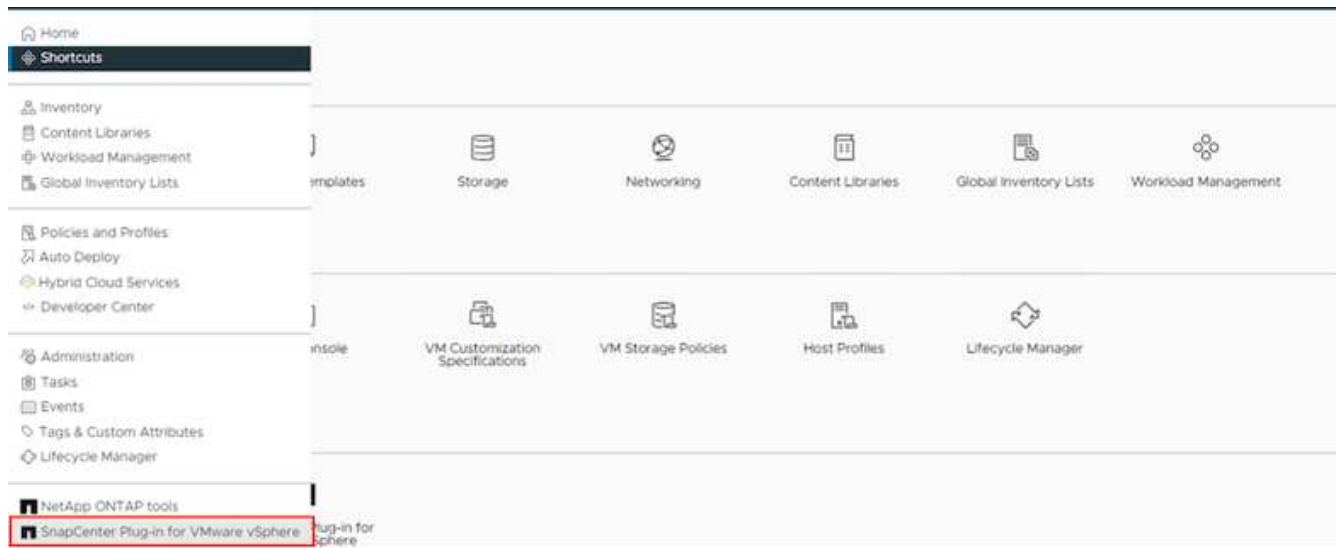 Home
Shortcuts
Inventory
Content Libraries
Workload Management
Global Inventory Lists
Policies and Profiles
Auto Deploy
Hybrid Cloud Services
Developer Center
Administration
Tasks
Events
Tags & Custom Attributes
Lifecycle Manager
NetApp ONTAP tools
SnapCenter Plug-in for VMware vSphere
emplates
Storage
Networking
Content Libraries
Global Inventory Lists
Workload Management
onsole
VM Customization
Specifications
VM Storage Policies
Host Profiles
Lifecycle Manager
Plug-in for
Sphere